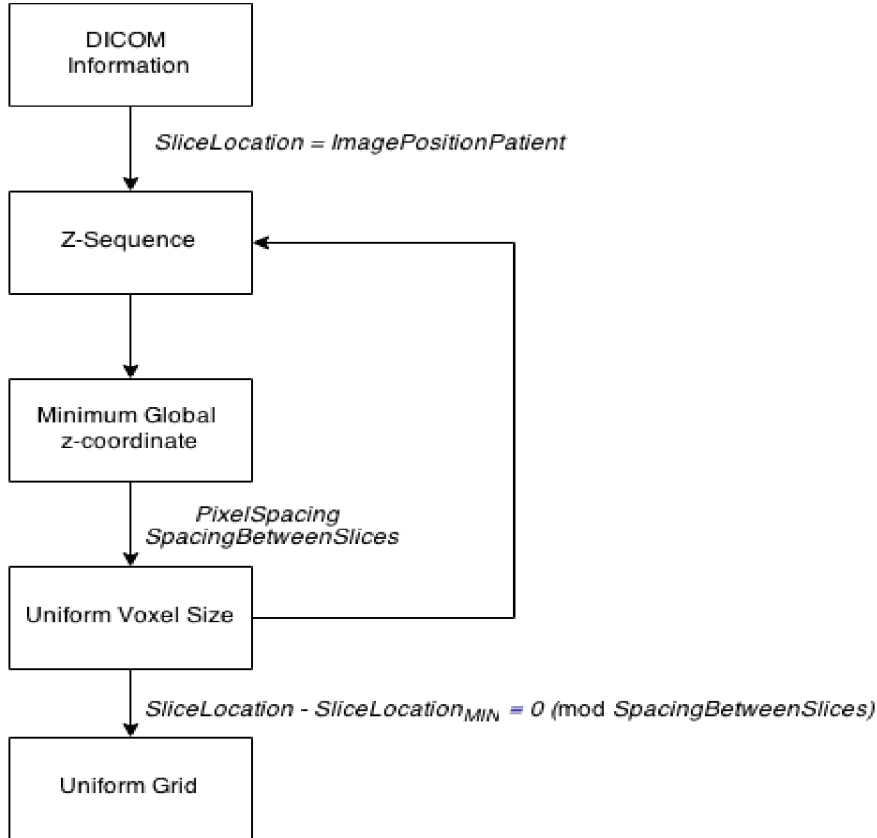 DICOM
Information
SliceLocation = ImagePositionPatient
Z-Sequence
Minimum Global
z-coordinate
PixelSpacing
SpacingBetweenSlices
Uniform Voxel Size
SliceLocation - SliceLocationMIN = 0 (mod SpacingBetweenSlices)
Uniform Grid